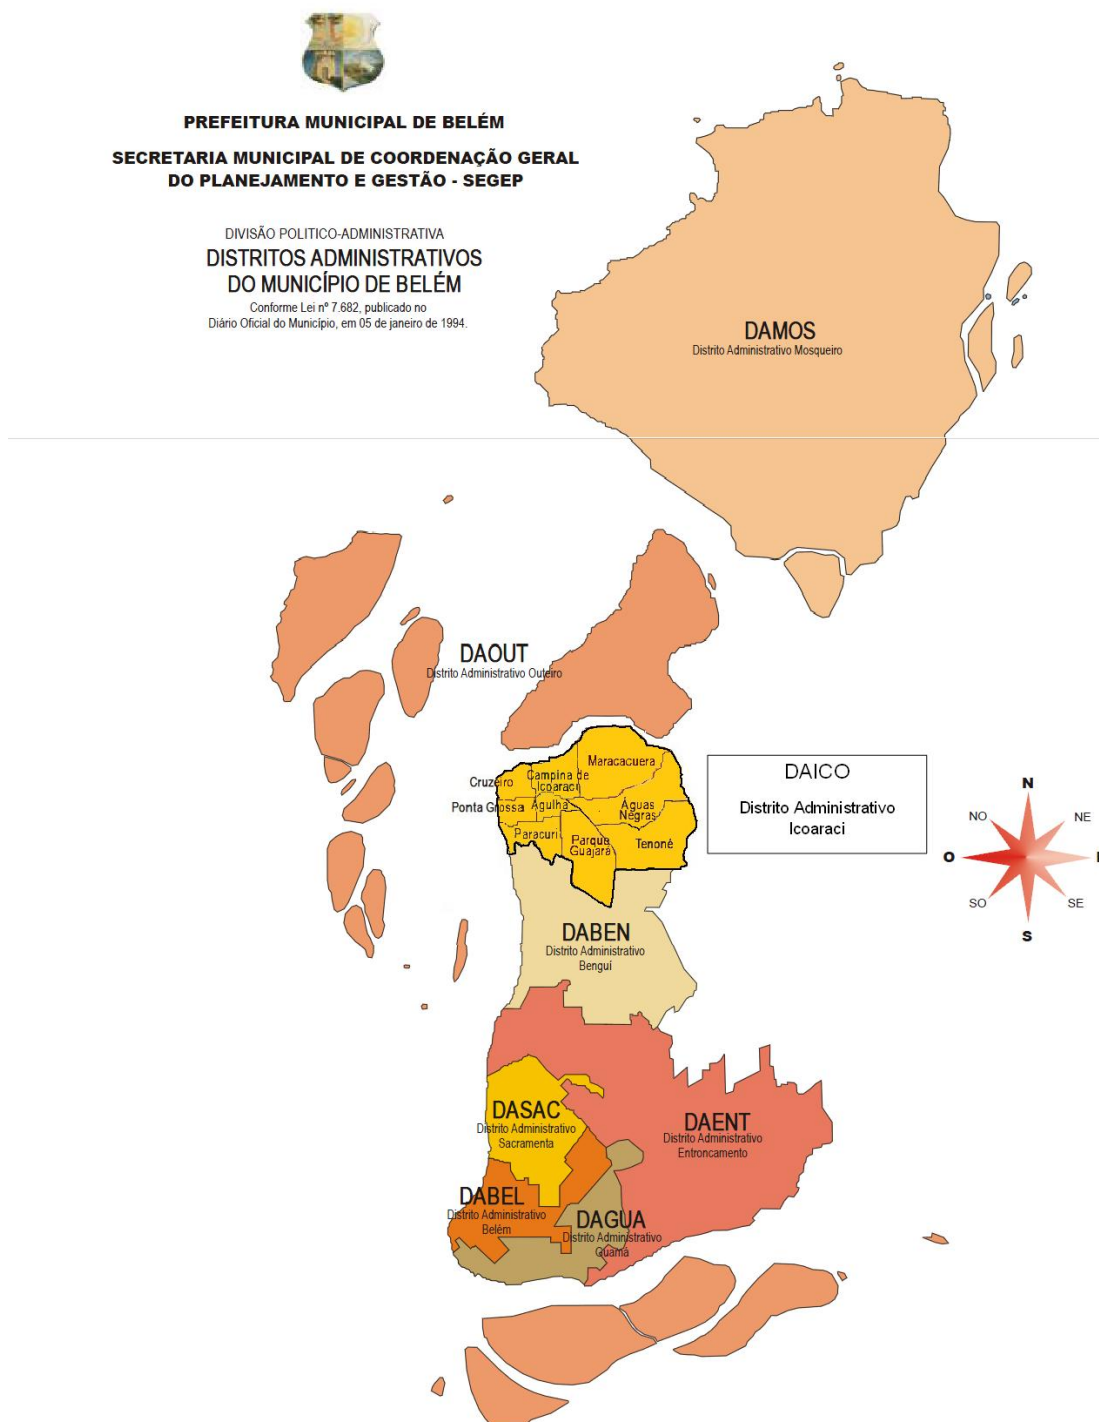 PREFEITURA MUNICIPAL DE BELÉM
SECRETARIA MUNICIPAL DE COORDENAÇÃO GERAL
DO PLANEJAMENTO E GESTÃO - SEGEP
DIVISÃO POLITICO-ADMINISTRATIVA
DISTRITOS ADMINISTRATIVOS
DO MUNICÍPIO DE BELÉM
Conforme Lei nº 7.682, publicado no
Diário Oficial do Município, em 05 de janeiro de 1994.
DAMOS
Distrito Administrativo Mosqueiro
DAOUT
Distrito Administrativo Outeiro
Maracacuera
Cruzeiro
Campina de
Icoaraci
Ponta Grossa
Agulha
Águas
Negras
Paracuri
Parque
Guajará
Tenoné
DAICO
Distrito Administrativo
Icoaraci
N
NO
NE
O
E
SO
SE
S
DABEN
Distrito Administrativo
Benguí
DASAC
Distrito Administrativo
Sacramenta
DAENT
Distrito Administrativo
Entroncamento
DABEL
Distrito Administrativo
Belém
DAGUA
Distrito Administrativo
Guamá